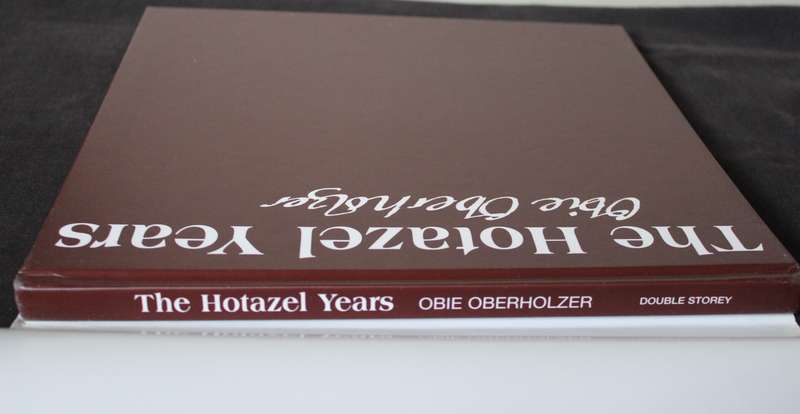 Obie Oberholzer
The Hotazel Years
The Hotazel Years OBIE OBERHOLZER DOUBLE STOREY